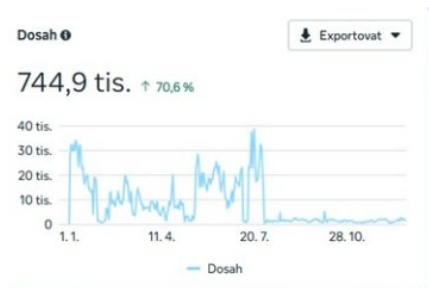 Dosah
Exportovat
744,9 tis. ↑ 70,6 %
40 tis.
30 tis.
20 tis.
10 tis.
0
1. 1. 11. 4. 20. 7. 28. 10.
Dosah